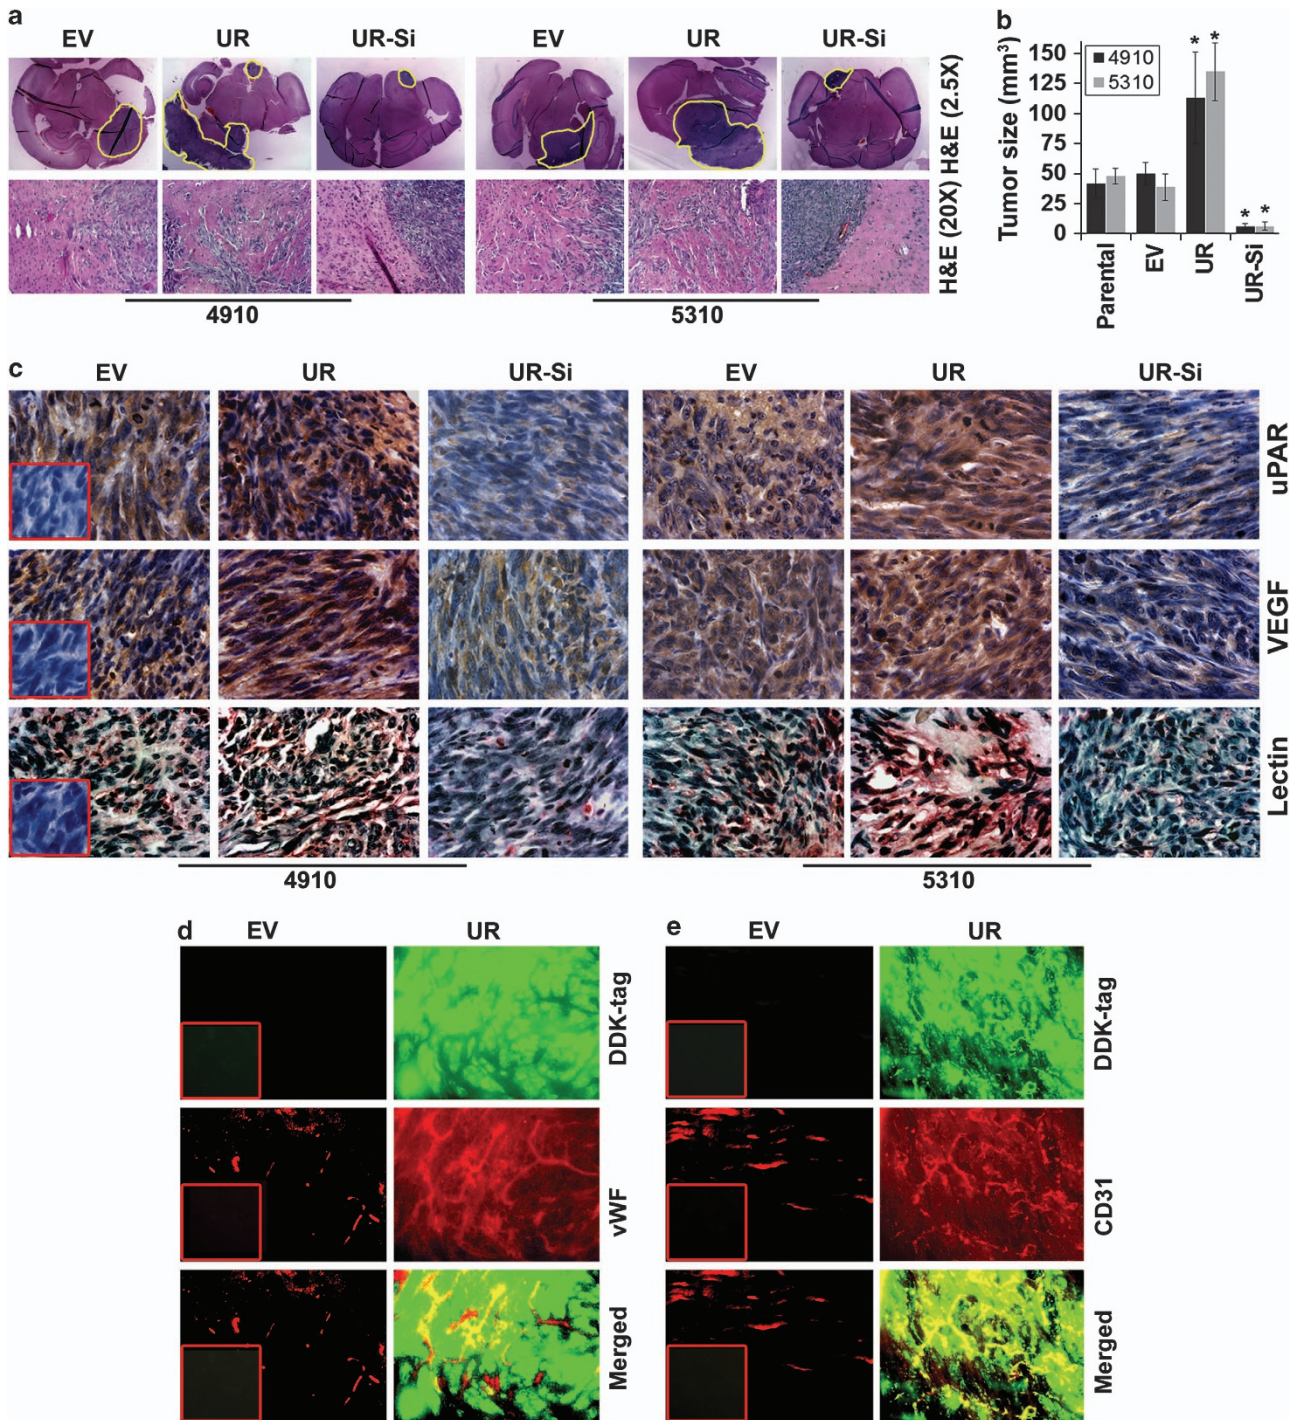 a
EV UR UR-Si EV UR UR-Si
H&E (2.5X)
H&E (20X)
4910 5310
b
Tumor size (mm³)
150
125
100
75
50
25
0
4910
5310
* *
* *
Parental EV UR UR-Si
c
EV UR UR-Si EV UR UR-Si
uPAR
VEGF
Lectin
4910 5310
d
EV UR
DDK-tag
vWF
Merged
e
EV UR
DDK-tag
CD31
Merged